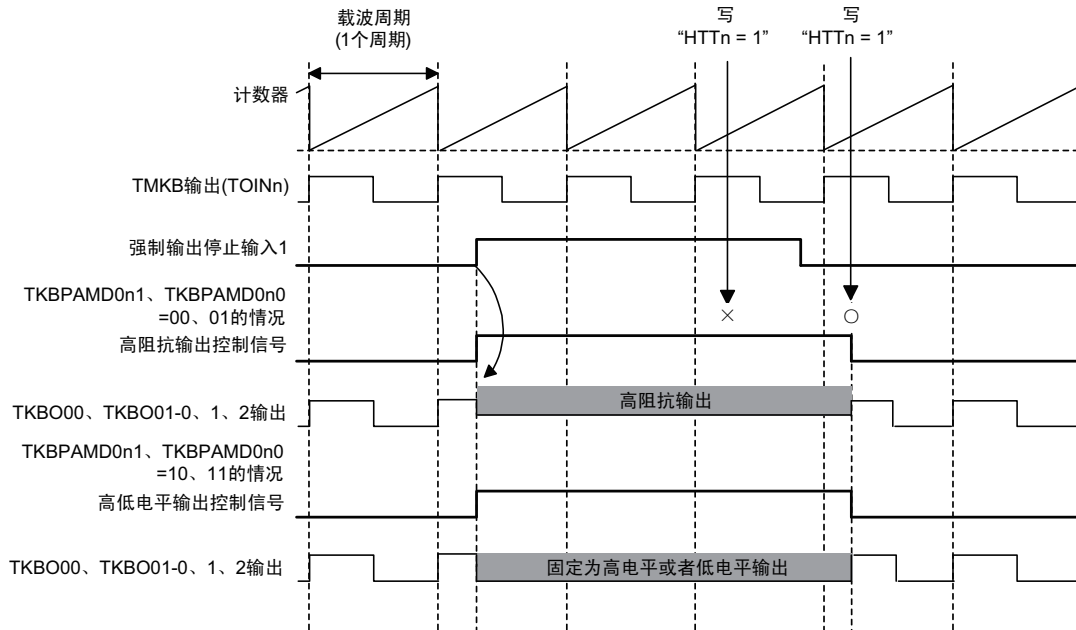 载波周期
(1个周期)
写
“HTTn = 1”
写
“HTTn = 1”
计数器
TMKB输出(TOINn)
强制输出停止输入1
TKBPAMD0n1、TKBPAMD0n0
=00、01的情况
×
○
高阻抗输出控制信号
高阻抗输出
TKBO00、TKBO01-0、1、2输出
TKBPAMD0n1、TKBPAMD0n0
=10、11的情况
高低电平输出控制信号
TKBO00、TKBO01-0、1、2输出
固定为高电平或者低电平输出